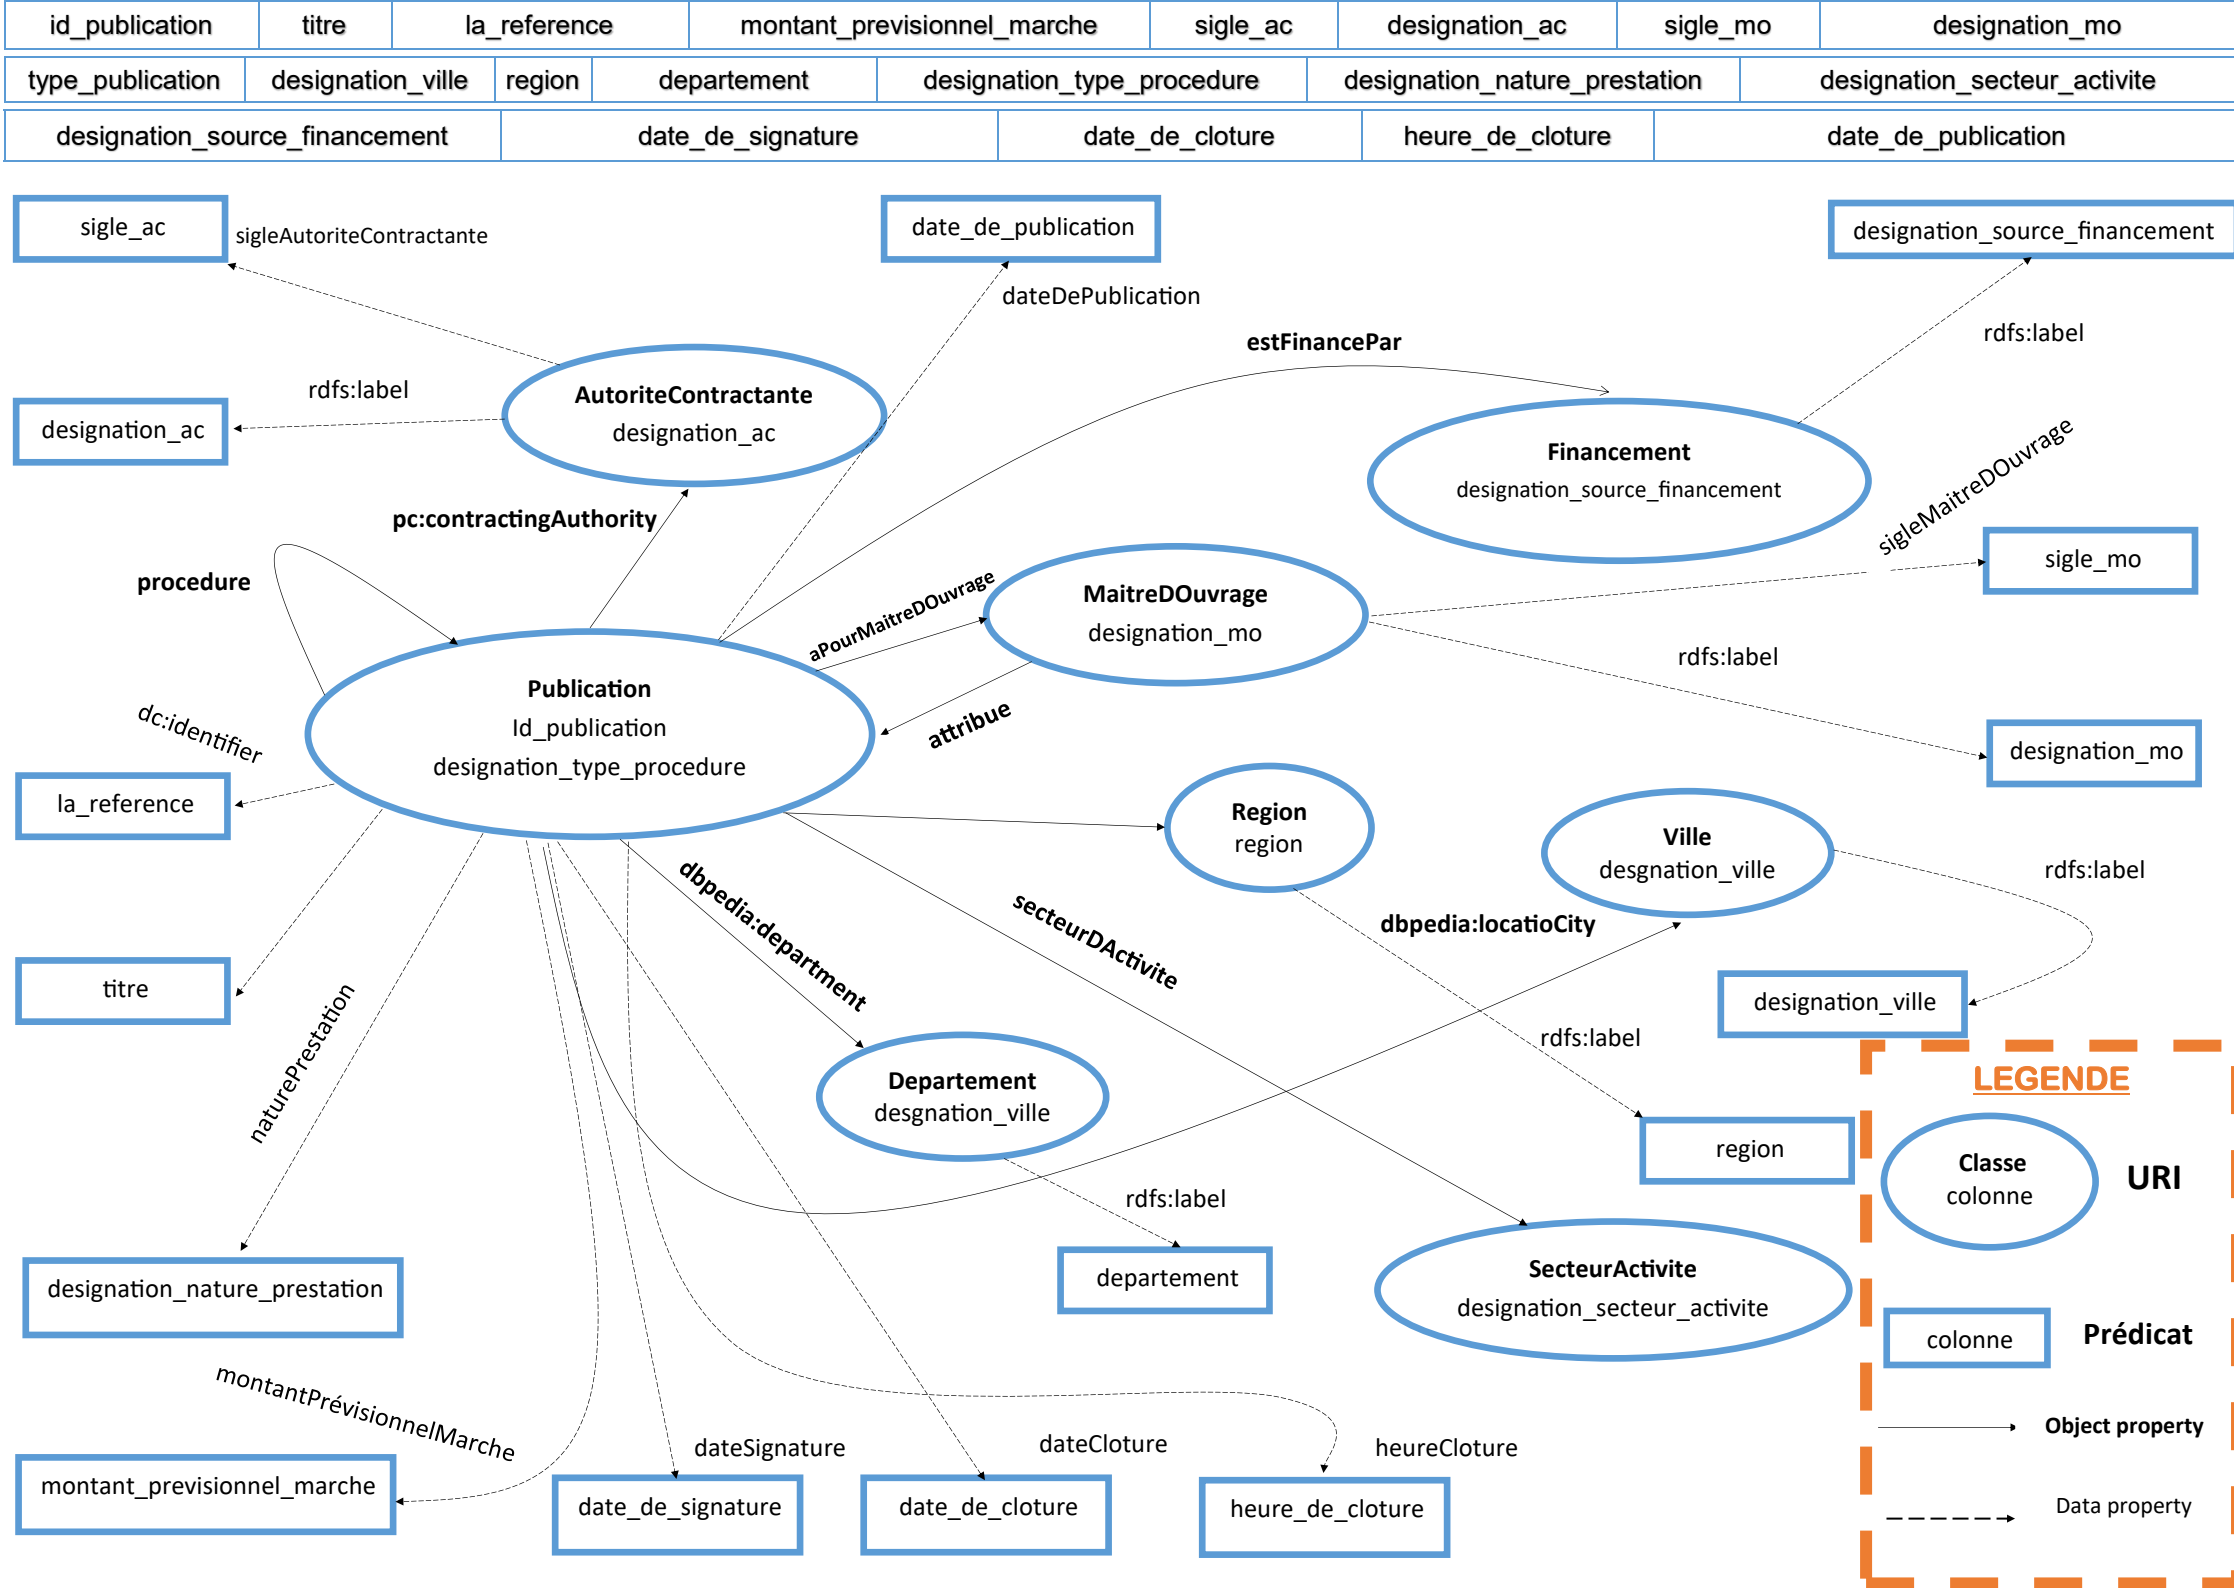 id_publication titre la_reference montant_previsionnel_marche sigle_ac designation_ac sigle_mo designation_mo
type_publication designation_ville region departement designation_type_procedure designation_nature_prestation designation_secteur_activite
designation_source_financement date_de_signature date_de_cloture heure_de_cloture date_de_publication
sigle_ac
sigleAutoriteContractante
date_de_publication
designation_source_financement
dateDePublication
rdfs:label
estFinancePar
rdfs:label
AutoriteContractante
designation_ac
designation_ac
Financement
designation_source_financement
sigleMaitreDOuvrage
pc:contractingAuthority
procedure
aPourMaitreDOuvrage
MaitreDOuvrage
designation_mo
sigle_mo
rdfs:label
Publication
Id_publication
designation_type_procedure
attribue
designation_mo
dc:identifier
la_reference
Region
region
Ville
desgnation_ville
rdfs:label
dbpedia:department
secteurDActivite
dbpedia:locatioCity
titre
designation_ville
naturePrestation
rdfs:label
Departement
desgnation_ville
region
rdfs:label
departement
SecteurActivite
designation_secteur_activite
designation_nature_prestation
montantPrévisionnelMarche
dateSignature
dateCloture
heureCloture
montant_previsionnel_marche
date_de_signature
date_de_cloture
heure_de_cloture
LEGENDE
Classe
colonne
URI
colonne
Prédicat
Object property
Data property